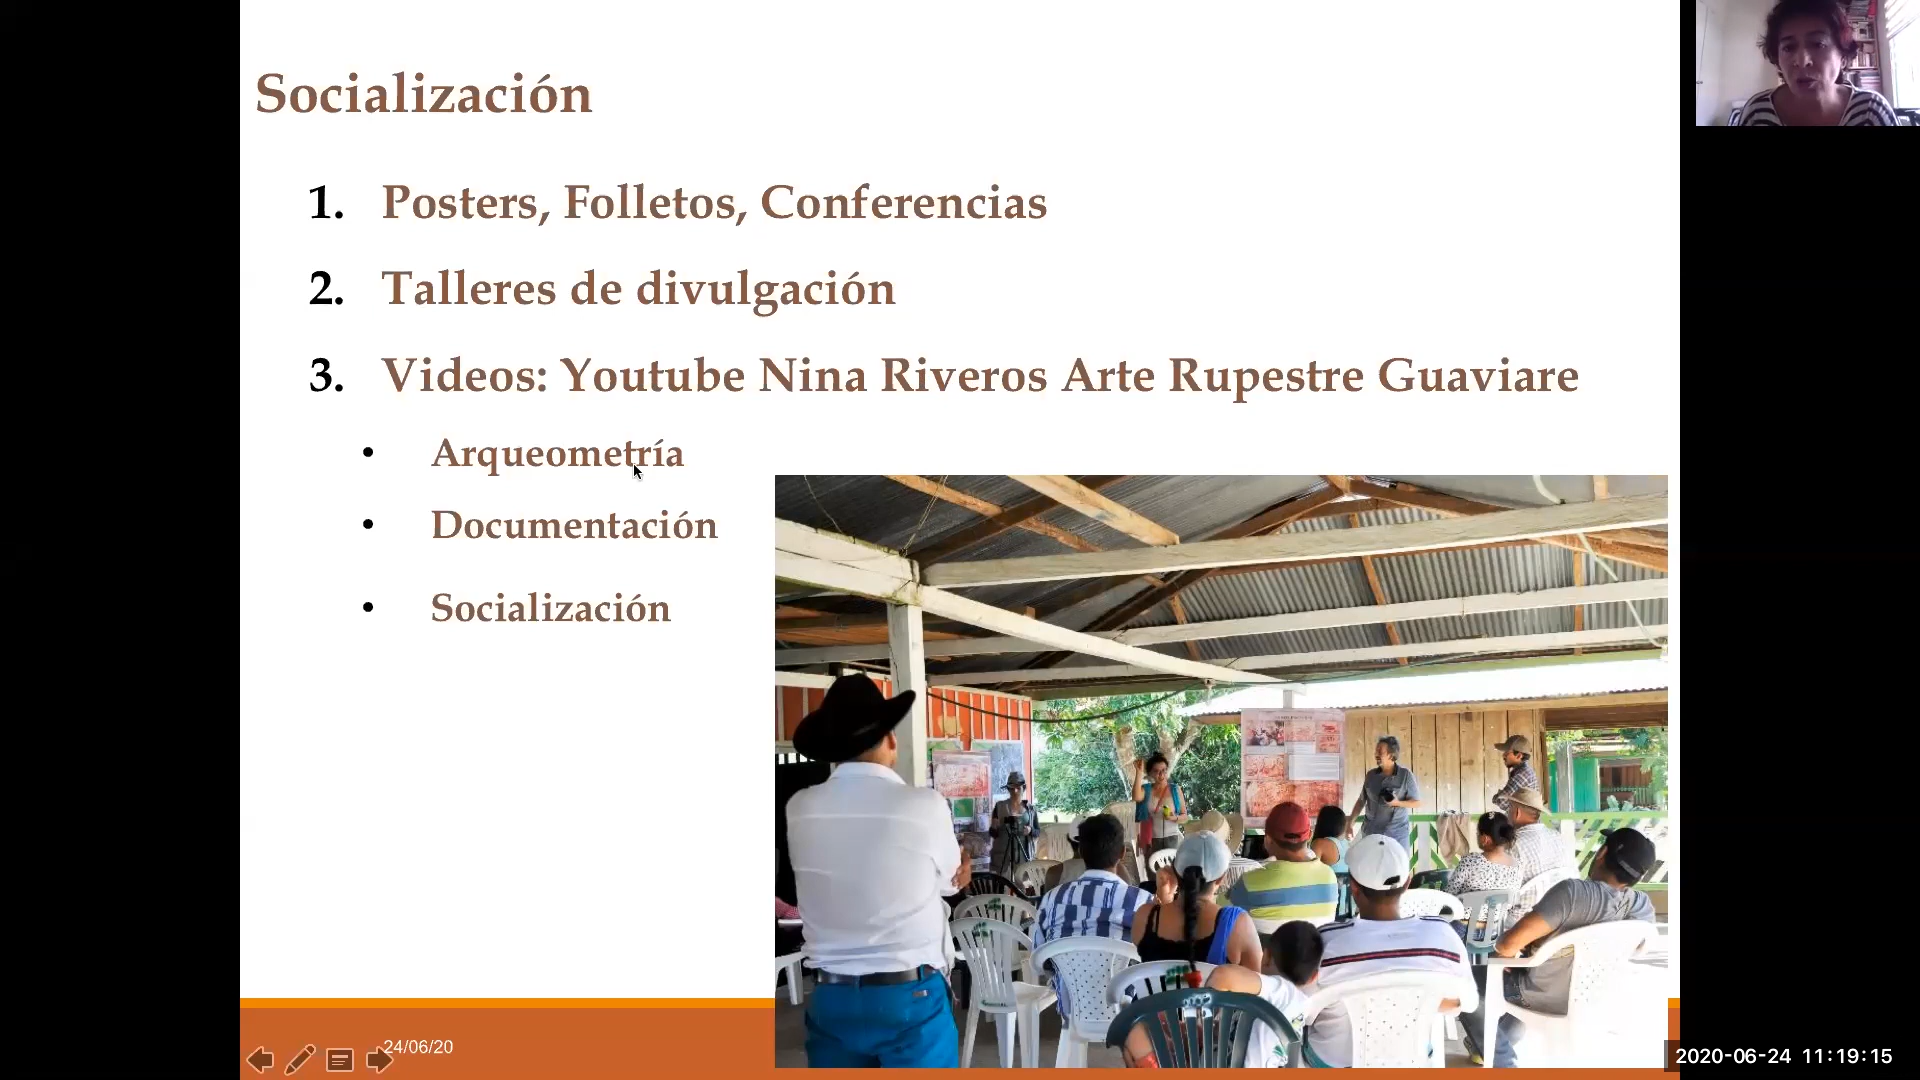 Socialización
1. Posters, Folletos, Conferencias
2. Talleres de divulgación
3. Videos: Youtube Nina Riveros Arte Rupestre Guaviare
• Arqueometría
• Documentación
• Socialización
24/06/20
2020-06-24 11:19:15